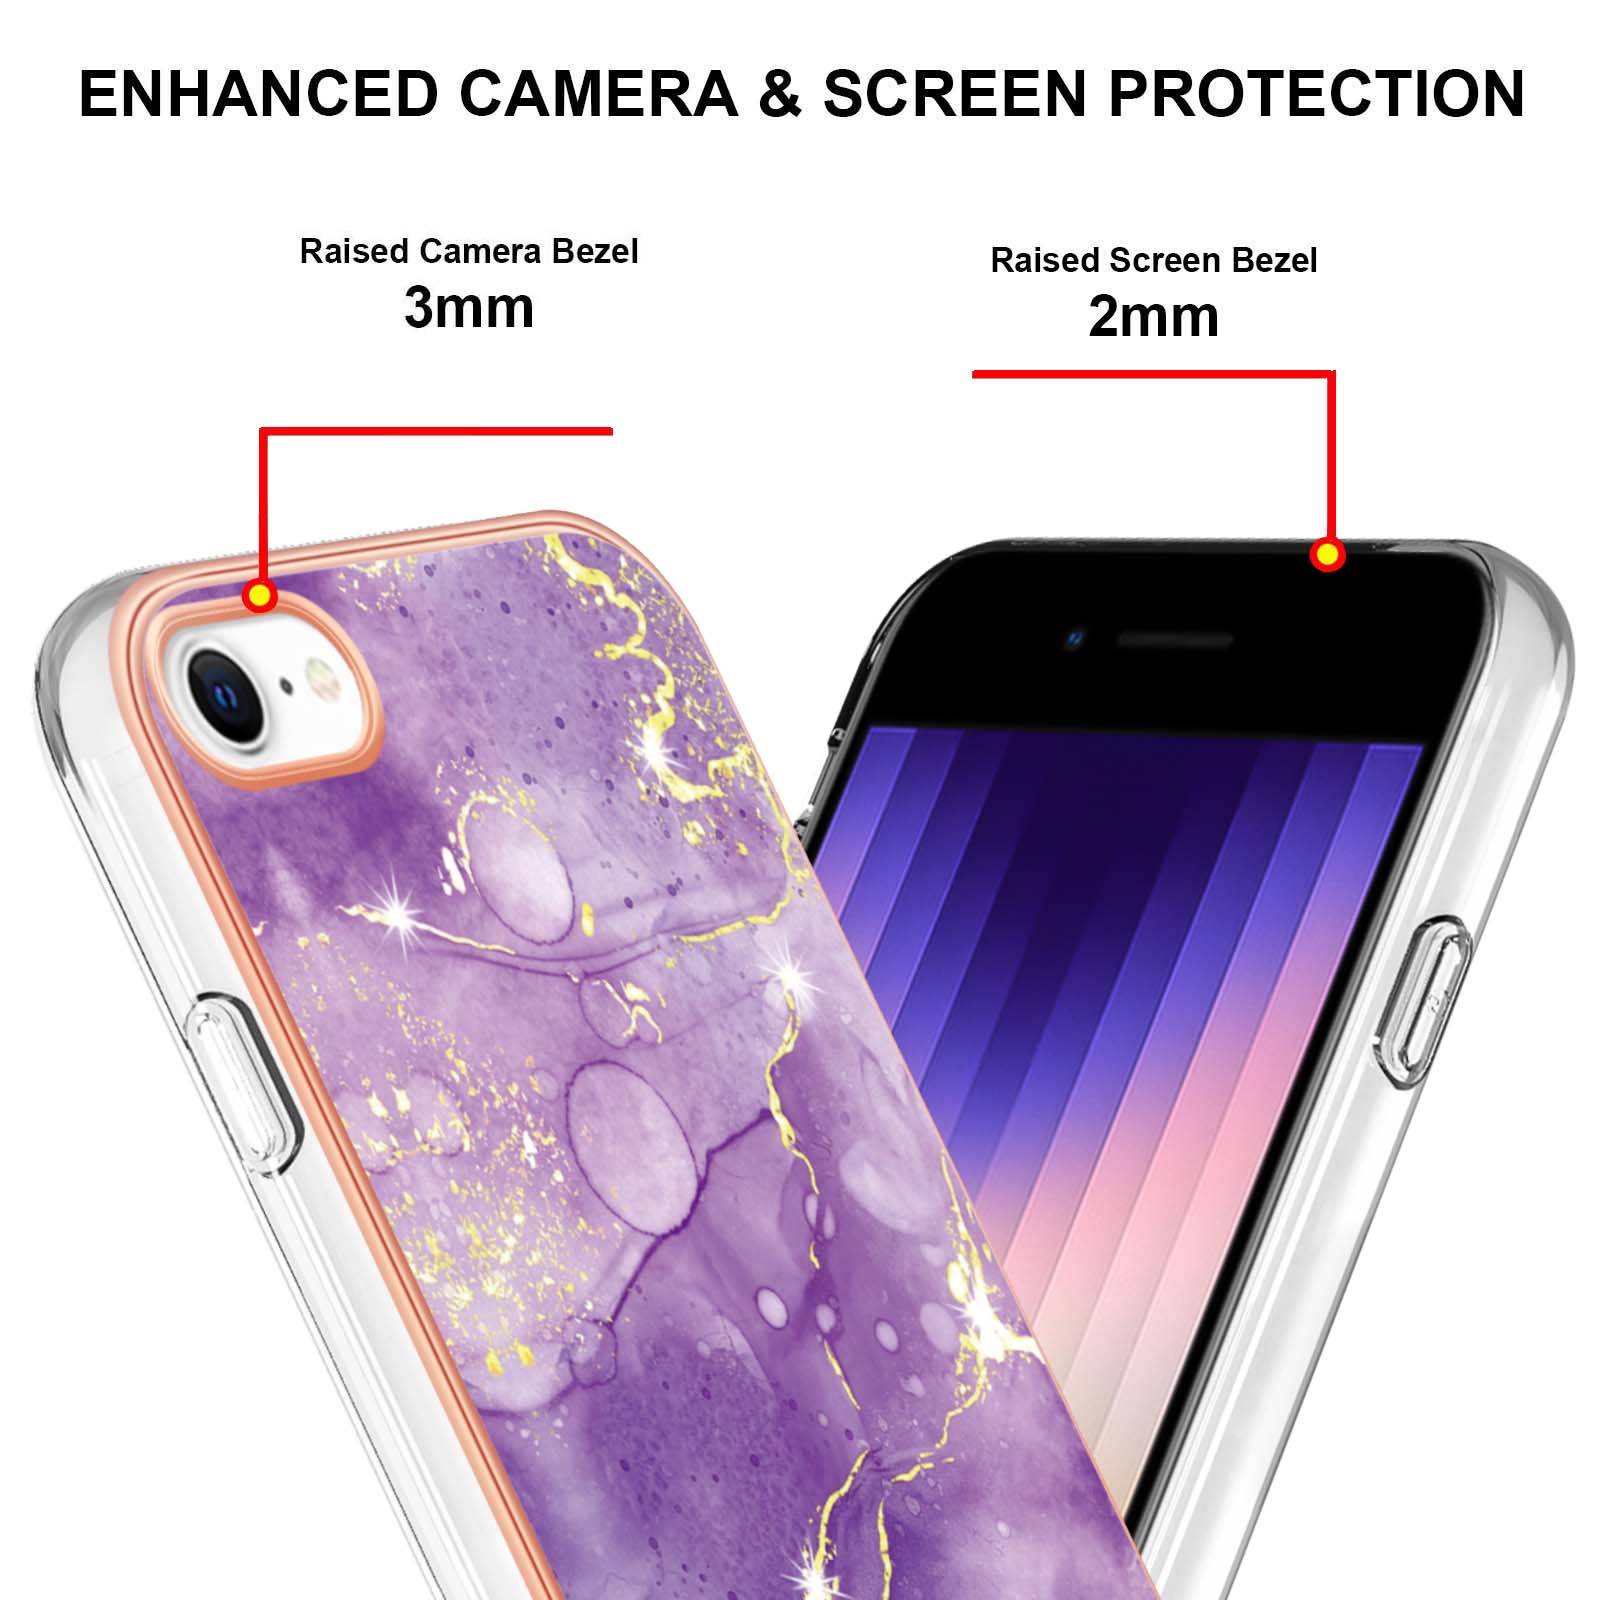 ENHANCED CAMERA & SCREEN PROTECTION
Raised Camera Bezel
3mm
Raised Screen Bezel
2mm